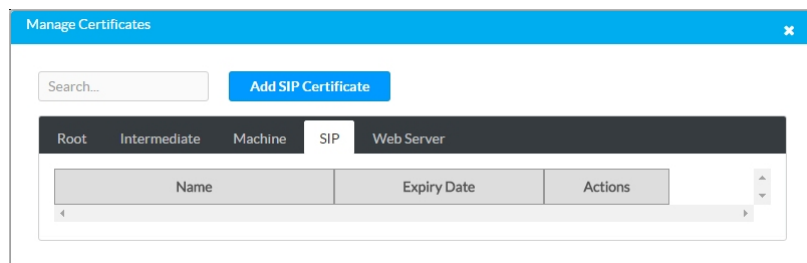 Manage Certificates
Search...
Add SIP Certificate
Root Intermediate Machine SIP Web Server
Name Expiry Date Actions